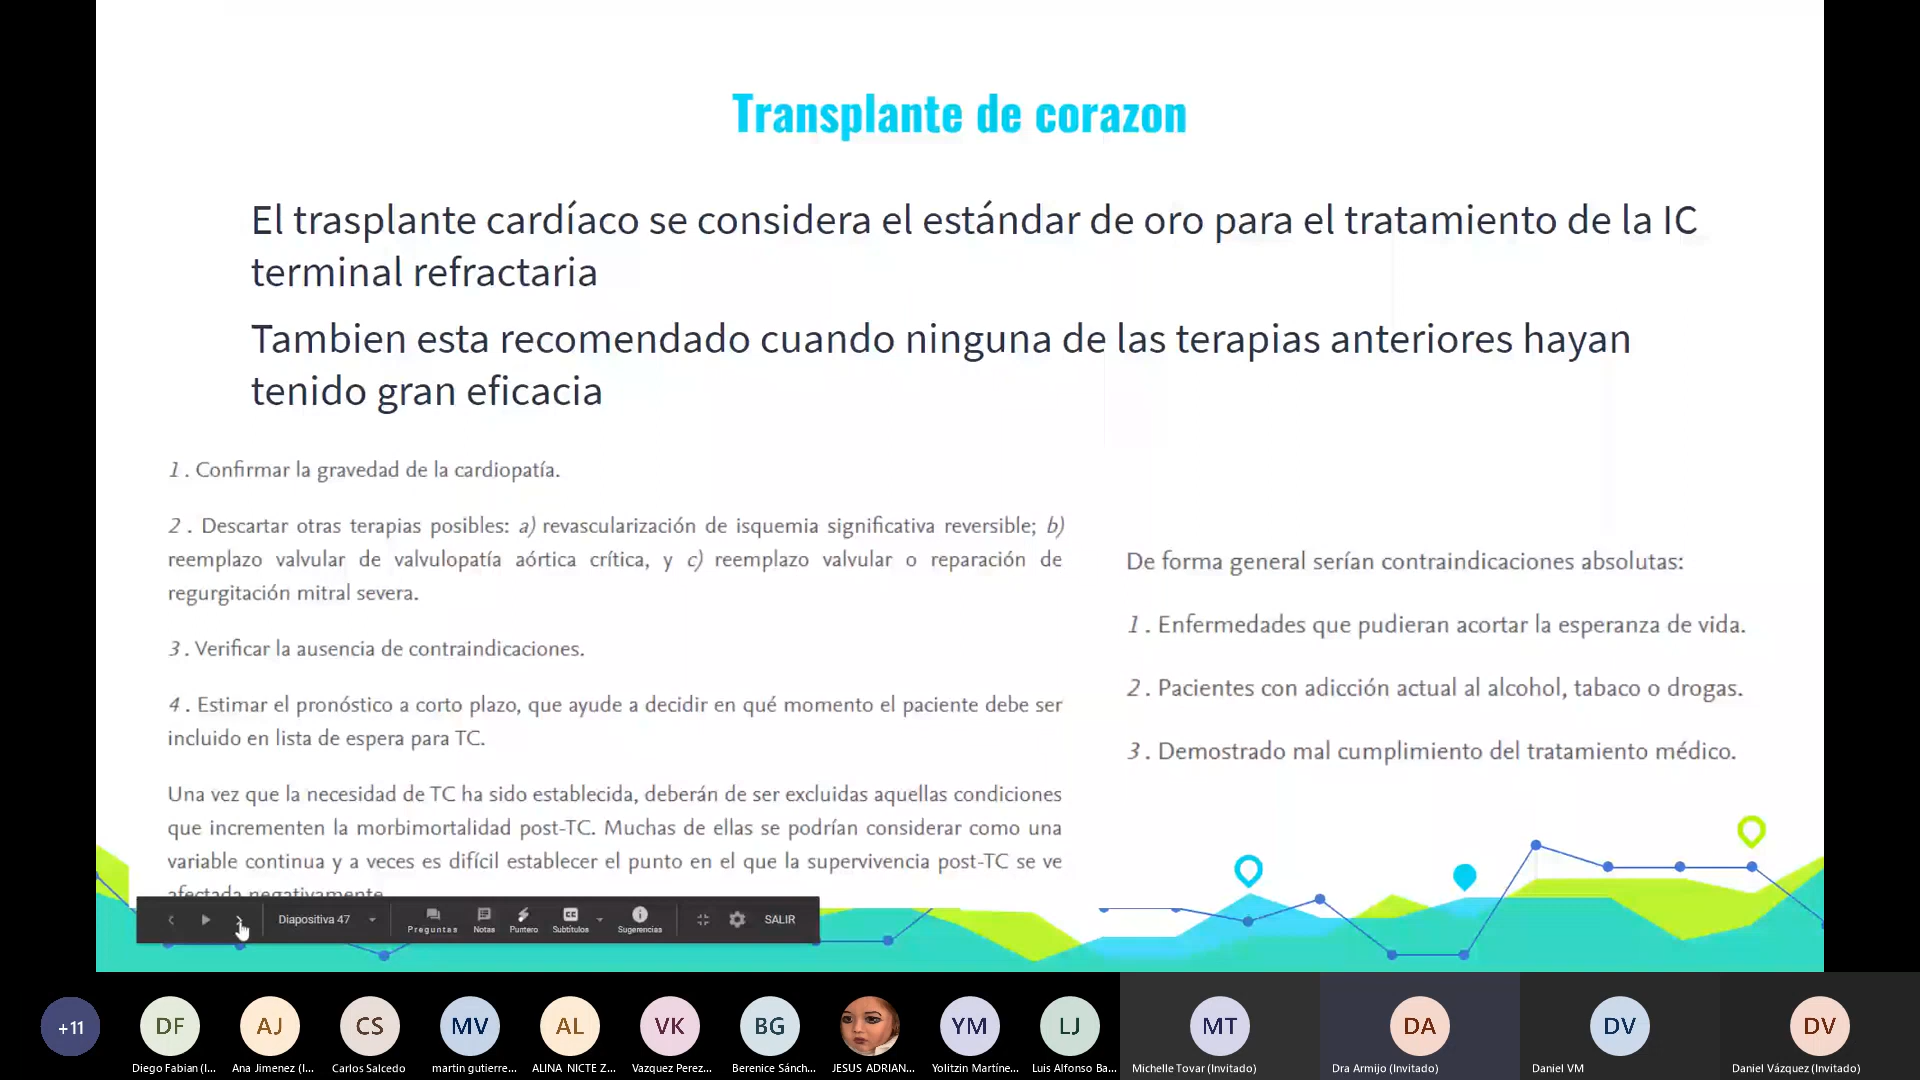 Transplante de corazon
El trasplante cardíaco se considera el estándar de oro para el tratamiento de la IC
terminal refractaria
Tambien esta recomendado cuando ninguna de las terapias anteriores hayan
tenido gran eficacia
1. Confirmar la gravedad de la cardiopatía.
2. Descartar otras terapias posibles: a) revascularización de isquemia significativa reversible; b)
reemplazo valvular de valvulopatía aórtica crítica, y c) reemplazo valvular o reparación de
regurgitación mitral severa.
3. Verificar la ausencia de contraindicaciones.
4. Estimar el pronóstico a corto plazo, que ayude a decidir en qué momento el paciente debe ser
incluido en lista de espera para TC.
Una vez que la necesidad de TC ha sido establecida, deberán de ser excluidas aquellas condiciones
que incrementen la morbimortalidad post-TC. Muchas de ellas se podrían considerar como una
variable continua y a veces es difícil establecer el punto en el que la supervivencia post-TC se ve
afectada negativamente.
De forma general serían contraindicaciones absolutas:
1. Enfermedades que pudieran acortar la esperanza de vida.
2. Pacientes con adicción actual al alcohol, tabaco o drogas.
3. Demostrado mal cumplimiento del tratamiento médico.
Diapositiva 47
Preguntas
Notas
Puntero
CC
Subtítulos
Sugerencias
SALIR
+11
DF
AJ
CS
MV
AL
VK
BG
YM
LJ
MT
DA
DV
DV
Diego Fabian (I...
Ana Jimenez (I...
Carlos Salcedo
martin gutierre...
ALINA NICTE Z...
Vazquez Perez...
Berenice Sánch...
JESUS ADRIAN...
Yolitzin Martíne...
Luis Alfonso Ba...
Michelle Tovar (Invitado)
Dra Armijo (Invitado)
Daniel VM
Daniel Vázquez (Invitado)